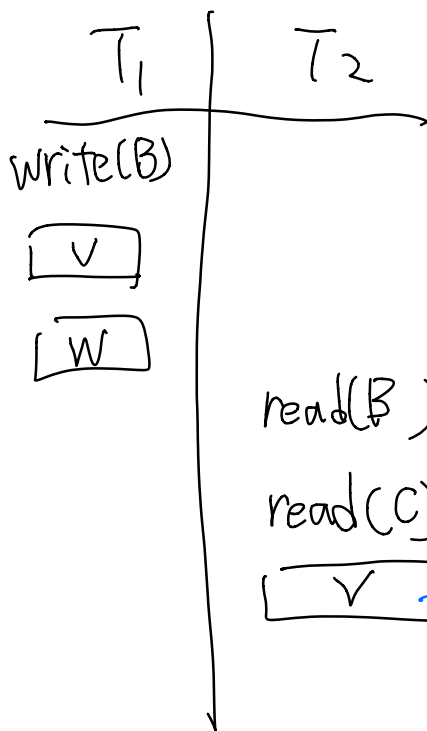 T1 T2
write(B)
V
W
read(B)
read(C)
V